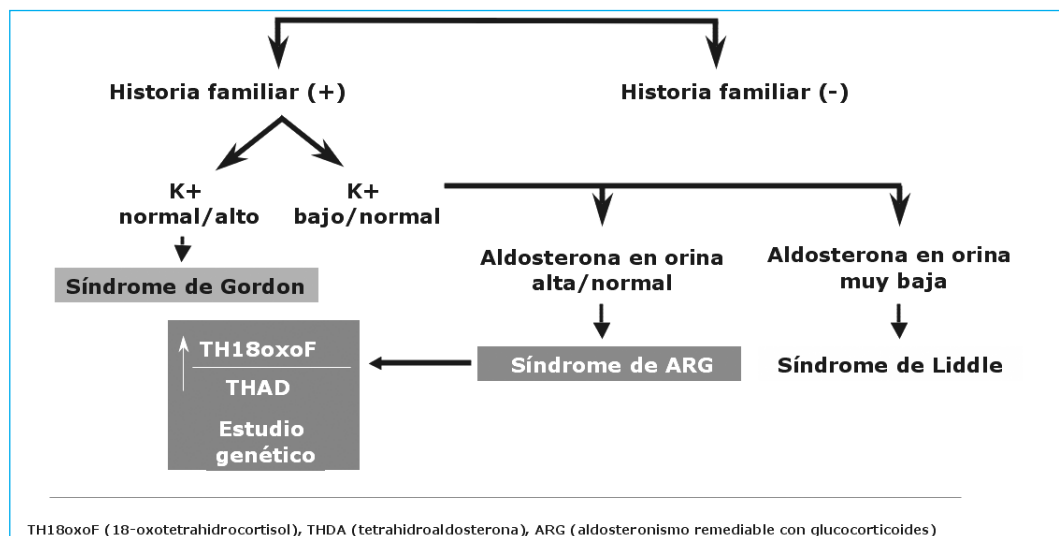 Historia familiar (+)
Historia familiar (-)
K+
normal/alto
K+
bajo/normal
Síndrome de Gordon
Aldosterona en orina
alta/normal
Aldosterona en orina
muy baja
TH18oxoF
THAD
Estudio
genético
Síndrome de ARG
Síndrome de Liddle
TH18oxoF (18-oxotetrahidrocortisol), THDA (tetrahidroaldosterona), ARG (aldosteronismo remediable con glucocorticoides)